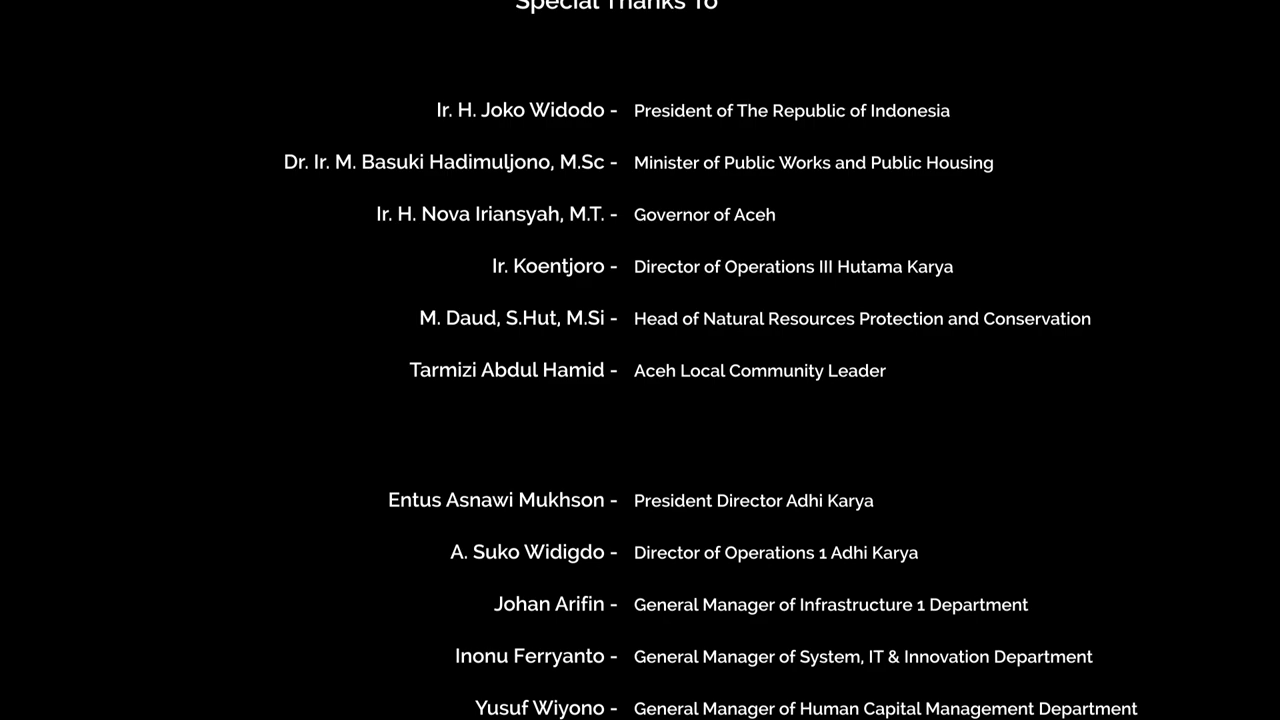 Special Thanks To
Ir. H. Joko Widodo - President of The Republic of Indonesia
Dr. Ir. M. Basuki Hadimuljono, M.Sc - Minister of Public Works and Public Housing
Ir. H. Nova Iriansyah, M.T. - Governor of Aceh
Ir. Koentjoro - Director of Operations III Hutama Karya
M. Daud, S.Hut, M.Si - Head of Natural Resources Protection and Conservation
Tarmizi Abdul Hamid - Aceh Local Community Leader
Entus Asnawi Mukhson - President Director Adhi Karya
A. Suko Widigdo - Director of Operations 1 Adhi Karya
Johan Arifin - General Manager of Infrastructure 1 Department
Inonu Ferryanto - General Manager of System, IT & Innovation Department
Yusuf Wiyono - General Manager of Human Capital Management Department